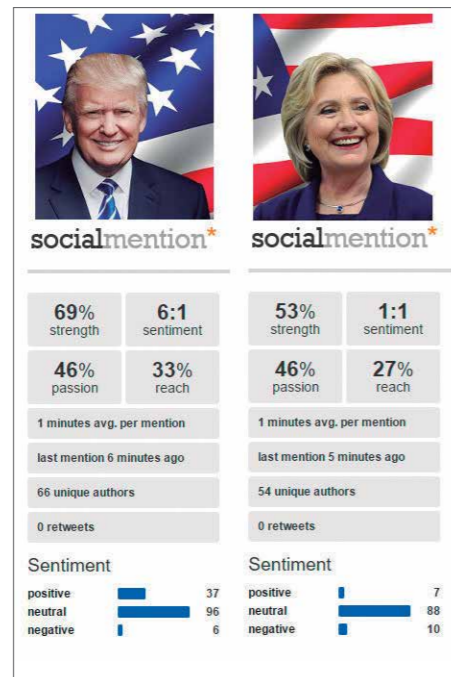 socialmention*
69% 6:1
strength sentiment
46% 33%
passion reach
1 minutes avg. per mention
last mention 6 minutes ago
66 unique authors
0 retweets
Sentiment
positive 37
neutral 96
negative 6
socialmention*
53% 1:1
strength sentiment
46% 27%
passion reach
1 minutes avg. per mention
last mention 5 minutes ago
54 unique authors
0 retweets
Sentiment
positive 7
neutral 88
negative 10